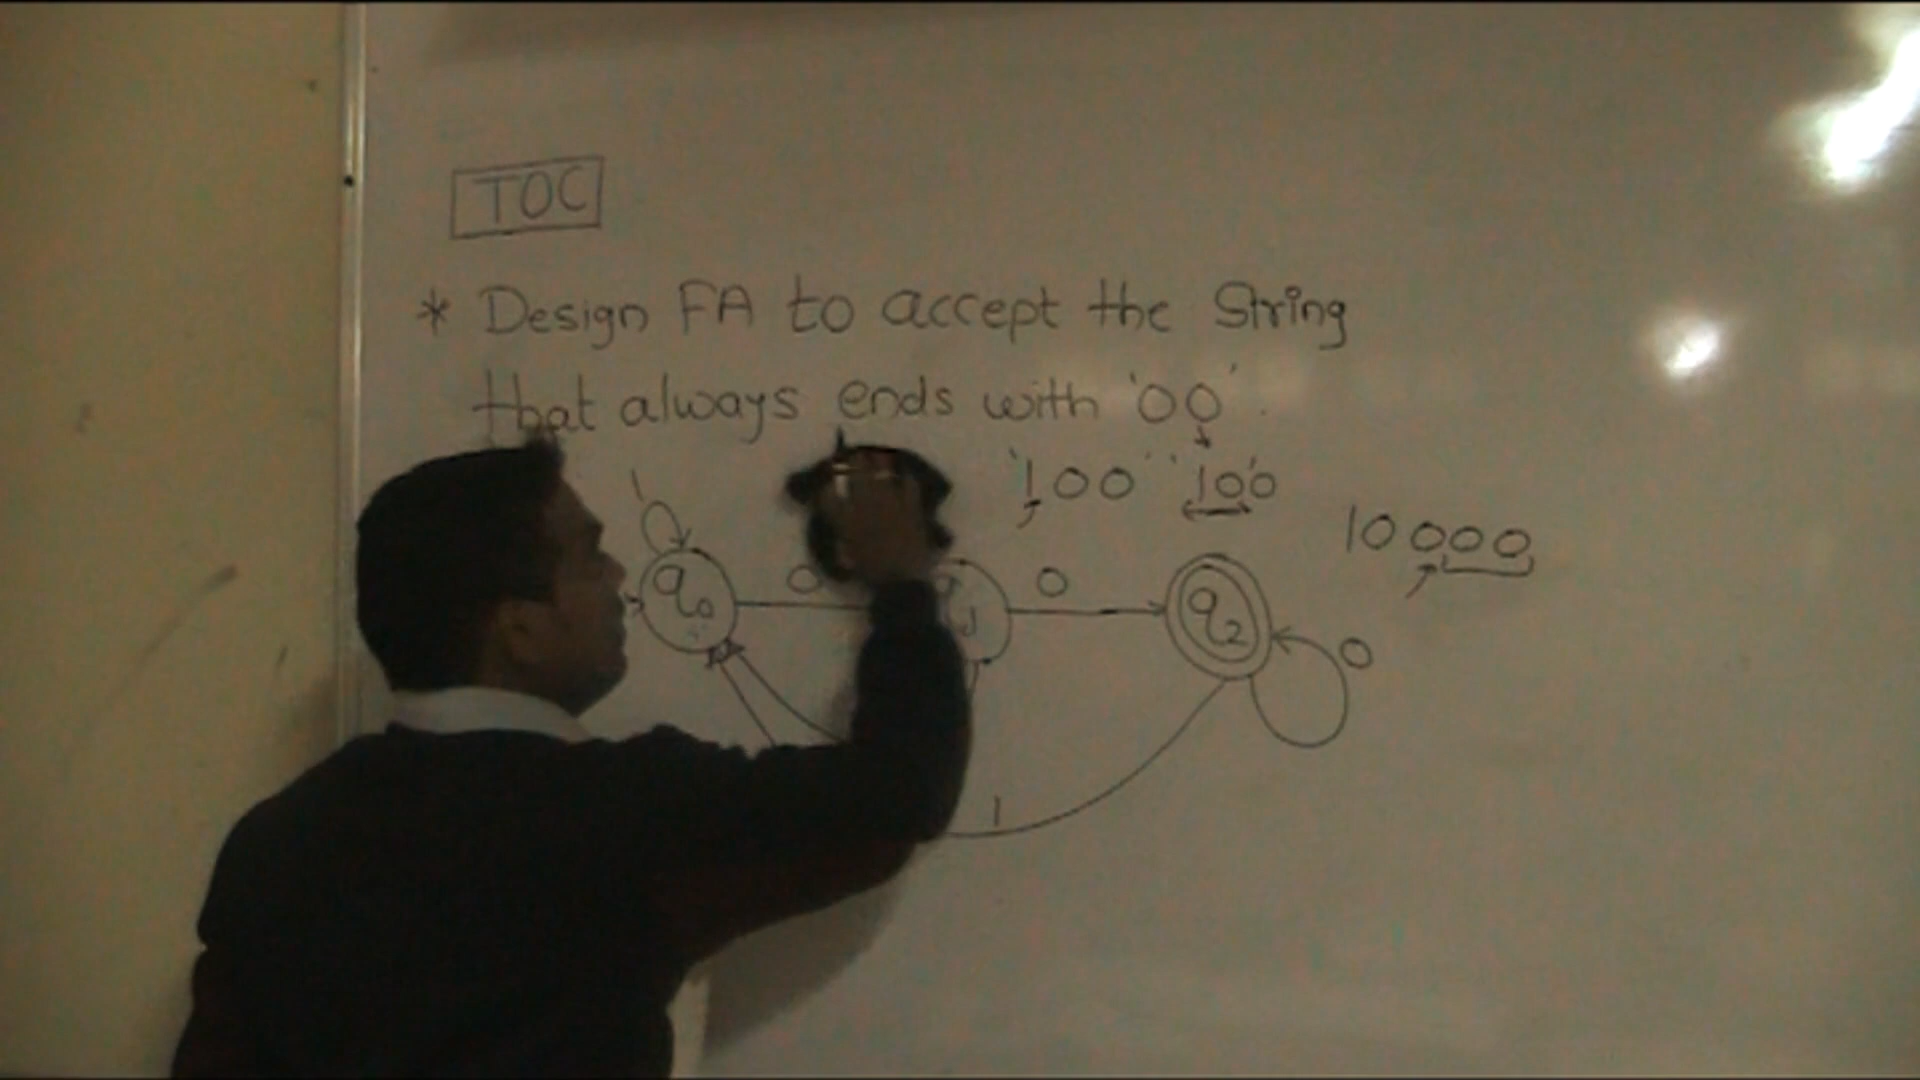 TOC
* Design FA to accept the String
that always ends with '00'.
'100' '100'
10000
1
0 0
q0 q1 q2
0
1